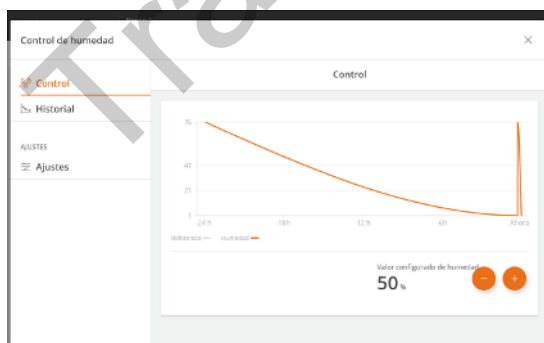 Control de humedad
×
Control
Control
Historial
AJUSTES
Ajustes
76
41
21
1
-24 h
-18h
-12 h
-6h
Ahora
Referencia
Humedad
Valor configurado de humedad
50 %
−
+
Tra